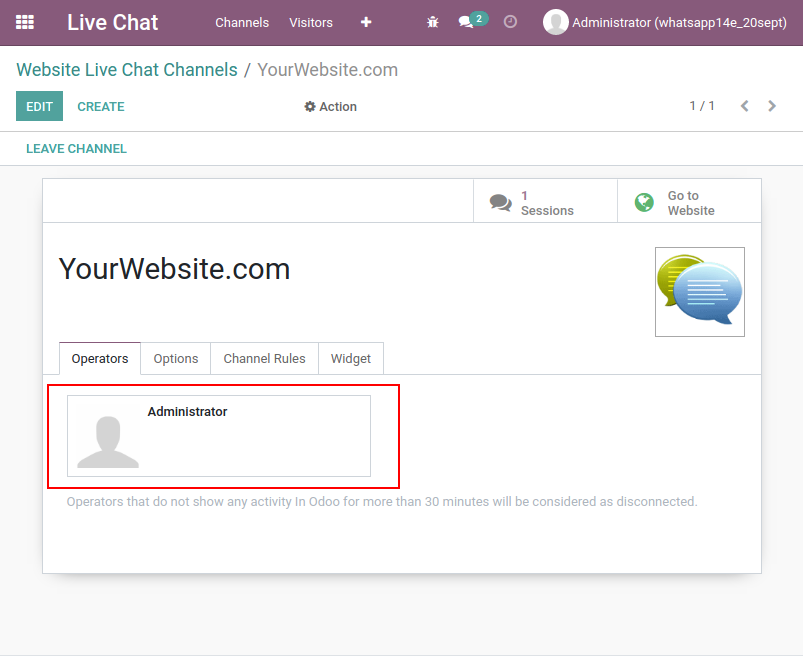 Live Chat Channels Visitors + 2 Administrator (whatsapp14e_20sept)
Website Live Chat Channels / YourWebsite.com
EDIT CREATE Action 1 / 1
LEAVE CHANNEL
1
Sessions
Go to
Website
YourWebsite.com
Operators Options Channel Rules Widget
Administrator
Operators that do not show any activity In Odoo for more than 30 minutes will be considered as disconnected.